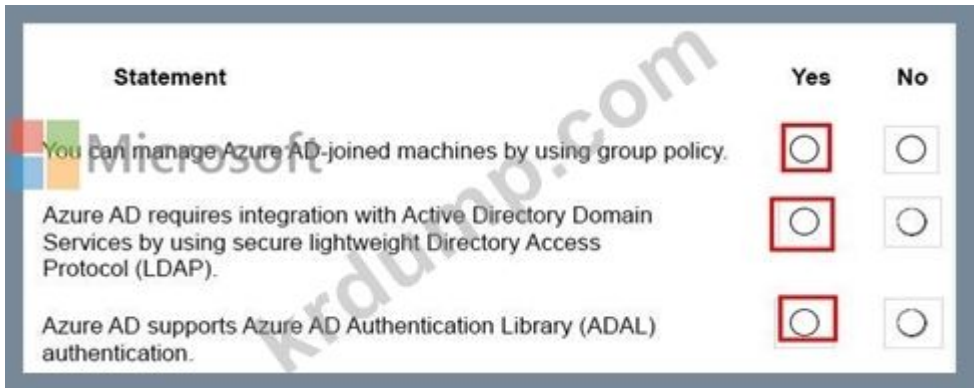 Statement Yes No
You can manage Azure AD-joined machines by using group policy.
Microsoft
Azure AD requires integration with Active Directory Domain
Services by using secure lightweight Directory Access
Protocol (LDAP).
Azure AD supports Azure AD Authentication Library (ADAL)
authentication.
krdump.com